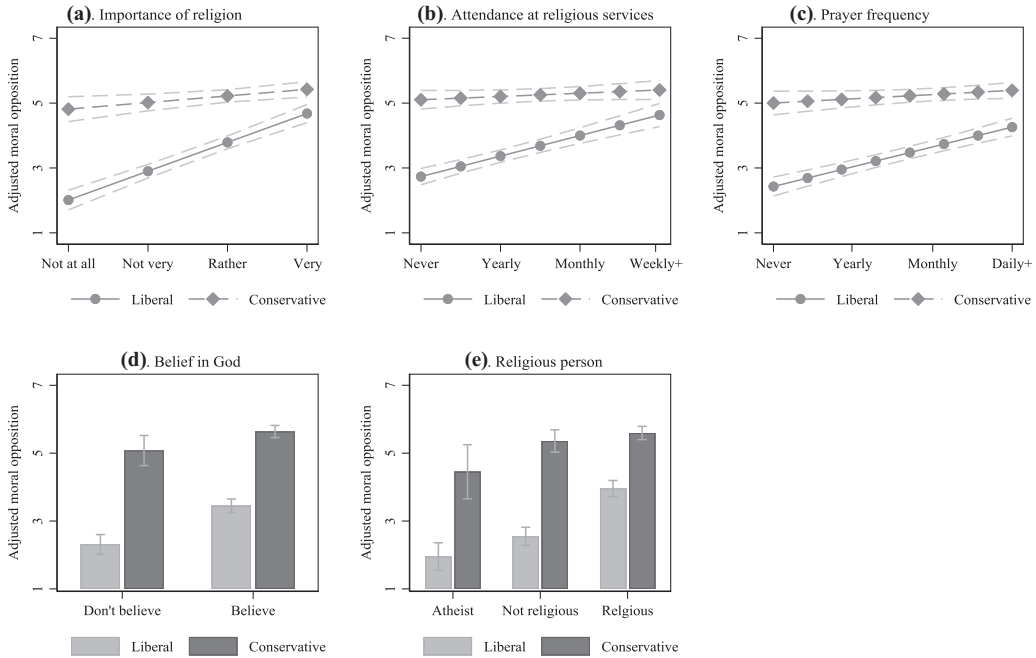 (a). Importance of religion
Adjusted moral opposition
7
5
3
1
Not at all Not very Rather Very
Liberal Conservative
(b). Attendance at religious services
Adjusted moral opposition
7
5
3
1
Never Yearly Monthly Weekly+
Liberal Conservative
(c). Prayer frequency
Adjusted moral opposition
7
5
3
1
Never Yearly Monthly Daily+
Liberal Conservative
(d). Belief in God
Adjusted moral opposition
7
5
3
1
Don't believe Believe
Liberal Conservative
(e). Religious person
Adjusted moral opposition
7
5
3
1
Atheist Not religious Relgious
Liberal Conservative